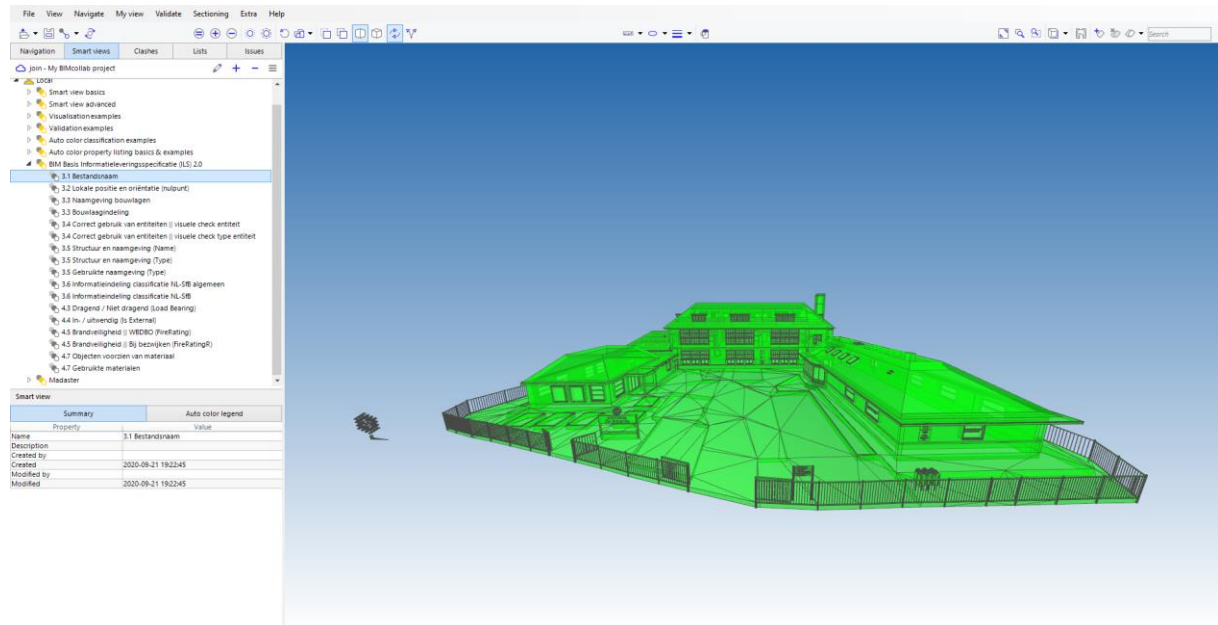 File View Navigate My view Validate Sectioning Extra Help
Search
Navigation Smart views Clashes Lists Issues
join - My BIMcollab project
Local
Smart view basics
Smart view advanced
Visualisation examples
Validation examples
Auto color classification examples
Auto color property listing basics & examples
BIM Basis Informatieleveringsspecificatie (ILS) 2.0
3.1 Bestandsnaam
3.2 Lokale positie en oriëntatie (nulpunt)
3.3 Naamgeving bouwlagen
3.3 Bouwlaagindeling
3.4 Correct gebruik van entiteiten || visuele check entiteit
3.4 Correct gebruik van entiteiten || visuele check type entiteit
3.5 Structuur en naamgeving (Name)
3.5 Structuur en naamgeving (Type)
3.5 Gebruikte naamgeving (Type)
3.6 Informatieindeling classificatie NL-SfB algemeen
3.6 Informatieindeling classificatie NL-SfB
4.3 Dragend / Niet dragend (Load Bearing)
4.4 In- / uitwendig (Is External)
4.5 Brandveiligheid || WBDBO (FireRating)
4.5 Brandveiligheid || Bij bezwijken (FireRatingR)
4.7 Objecten voorzien van materiaal
4.7 Gebruikte materialen
Madaster
Smart view
Summary Auto color legend
Property Value
Name 3.1 Bestandsnaam
Description
Created by
Created 2020-09-21 19:22:45
Modified by
Modified 2020-09-21 19:22:45